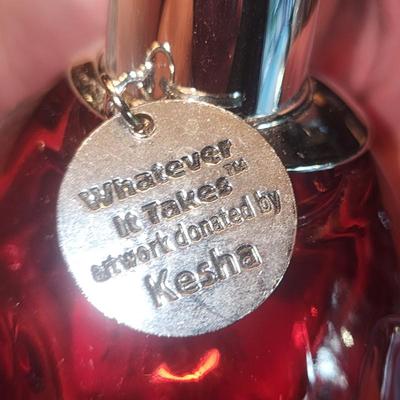 Whatever
It Takes™
artwork donated by
Kesha